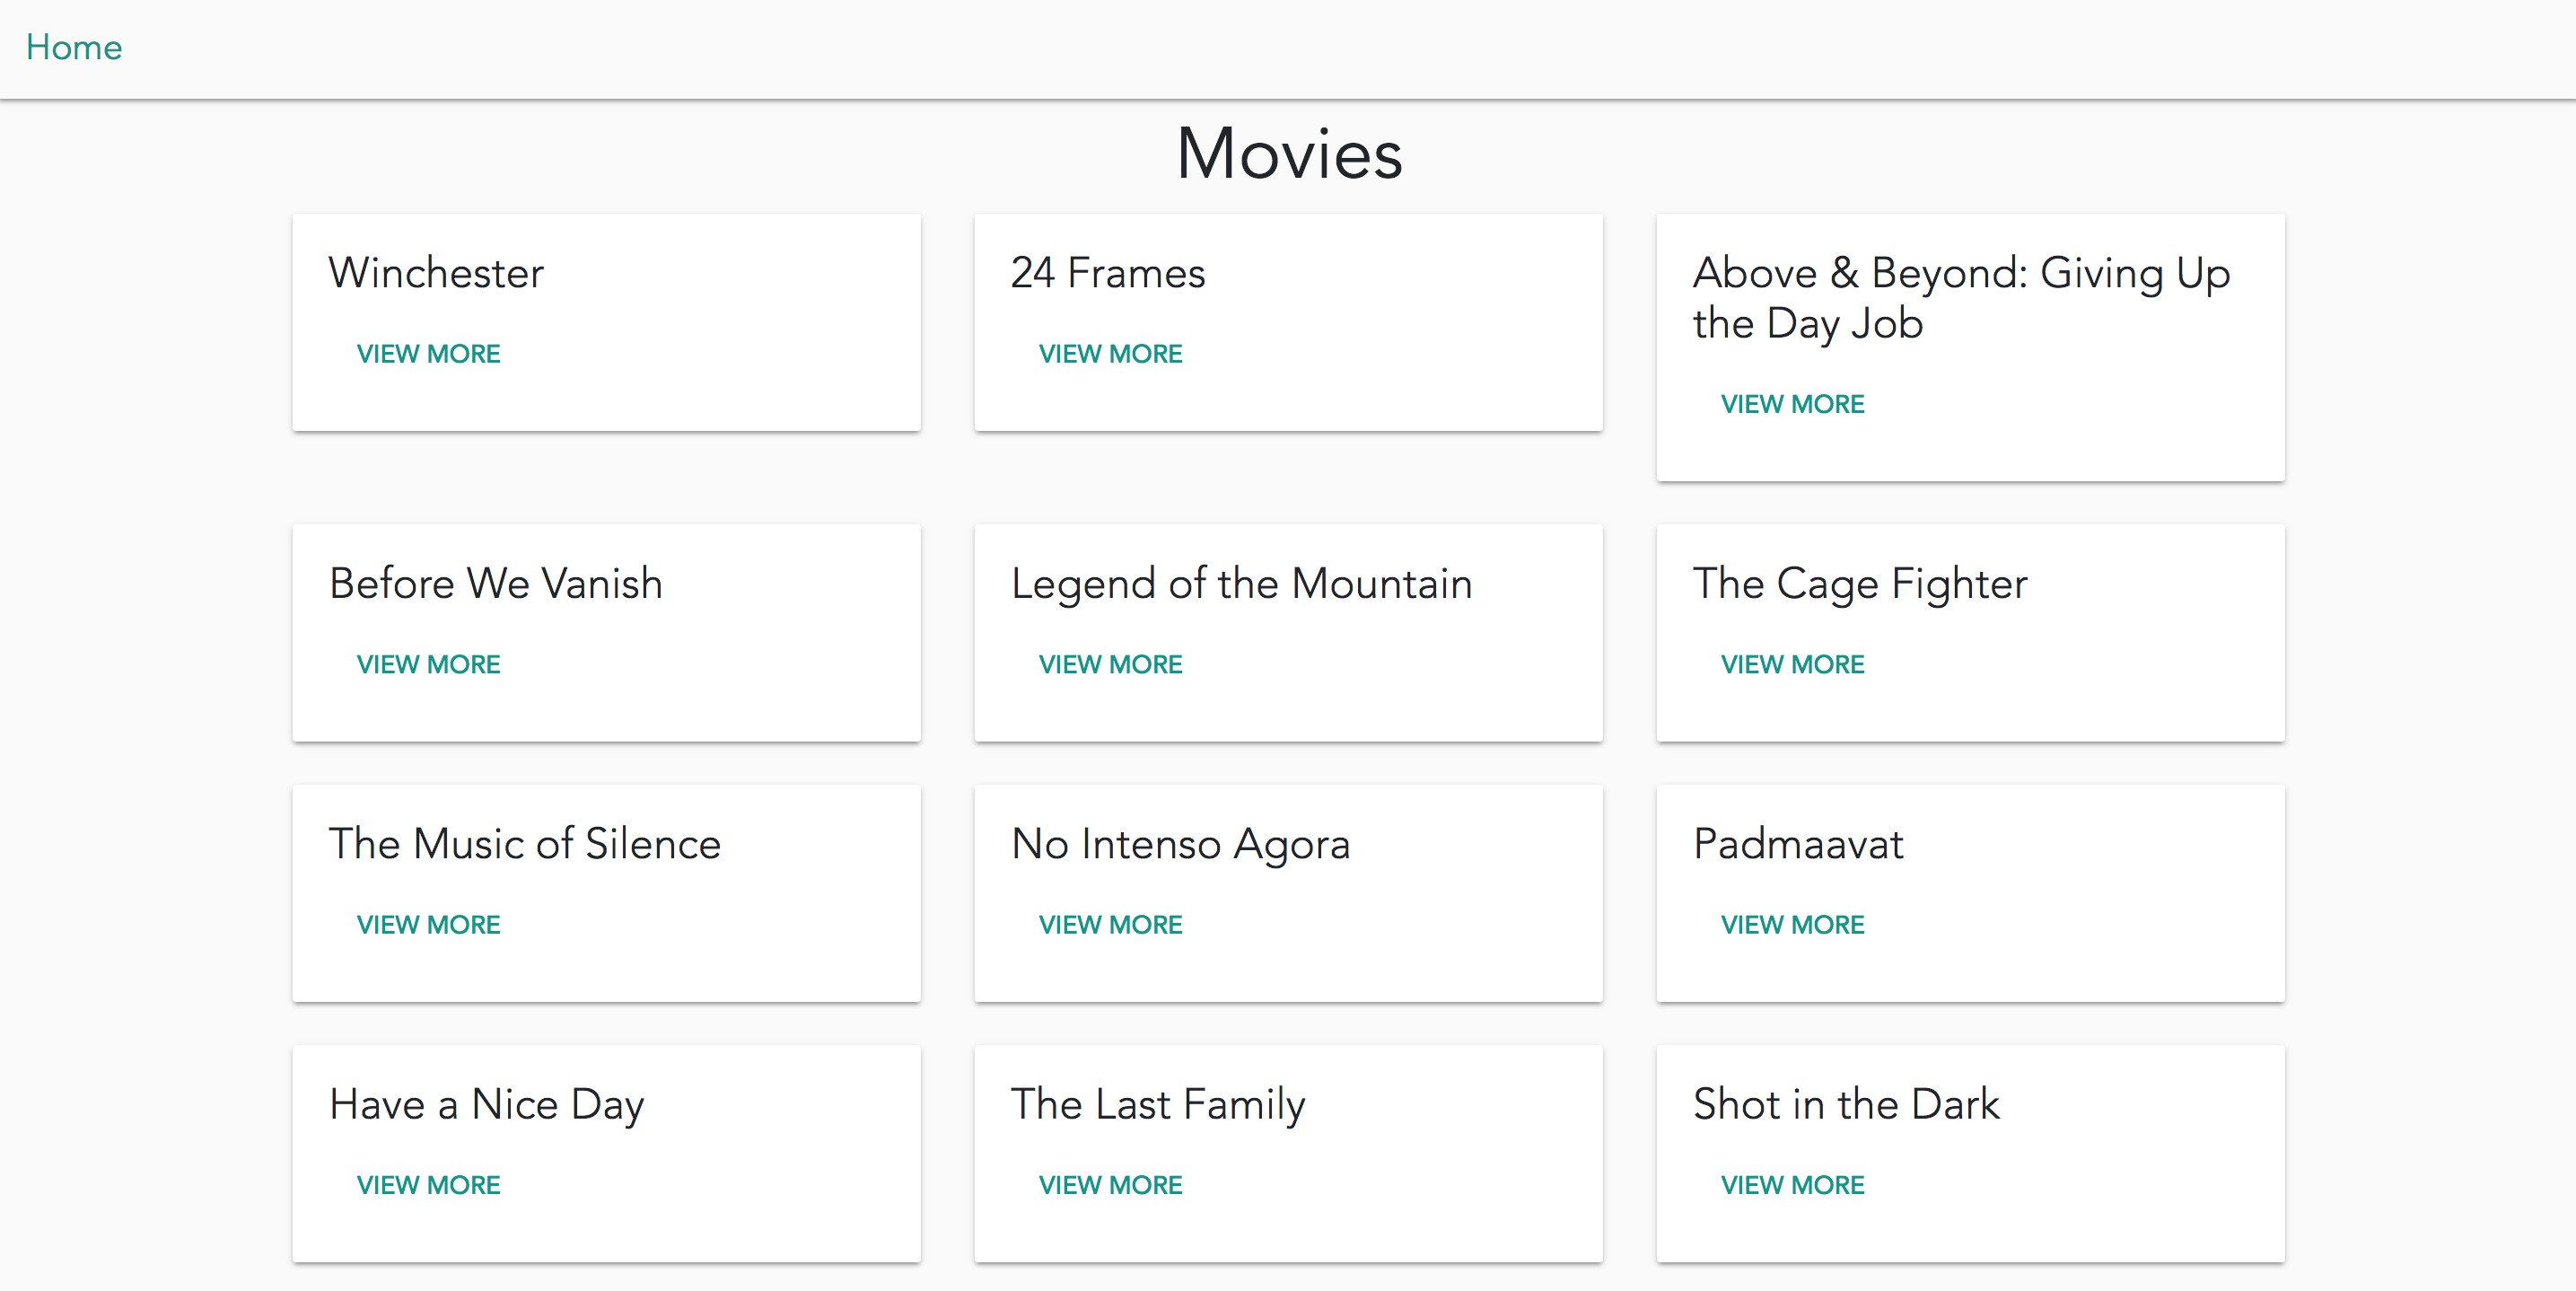 Home
Movies
Winchester
VIEW MORE
24 Frames
VIEW MORE
Above & Beyond: Giving Up
the Day Job
VIEW MORE
Before We Vanish
VIEW MORE
Legend of the Mountain
VIEW MORE
The Cage Fighter
VIEW MORE
The Music of Silence
VIEW MORE
No Intenso Agora
VIEW MORE
Padmaavat
VIEW MORE
Have a Nice Day
VIEW MORE
The Last Family
VIEW MORE
Shot in the Dark
VIEW MORE